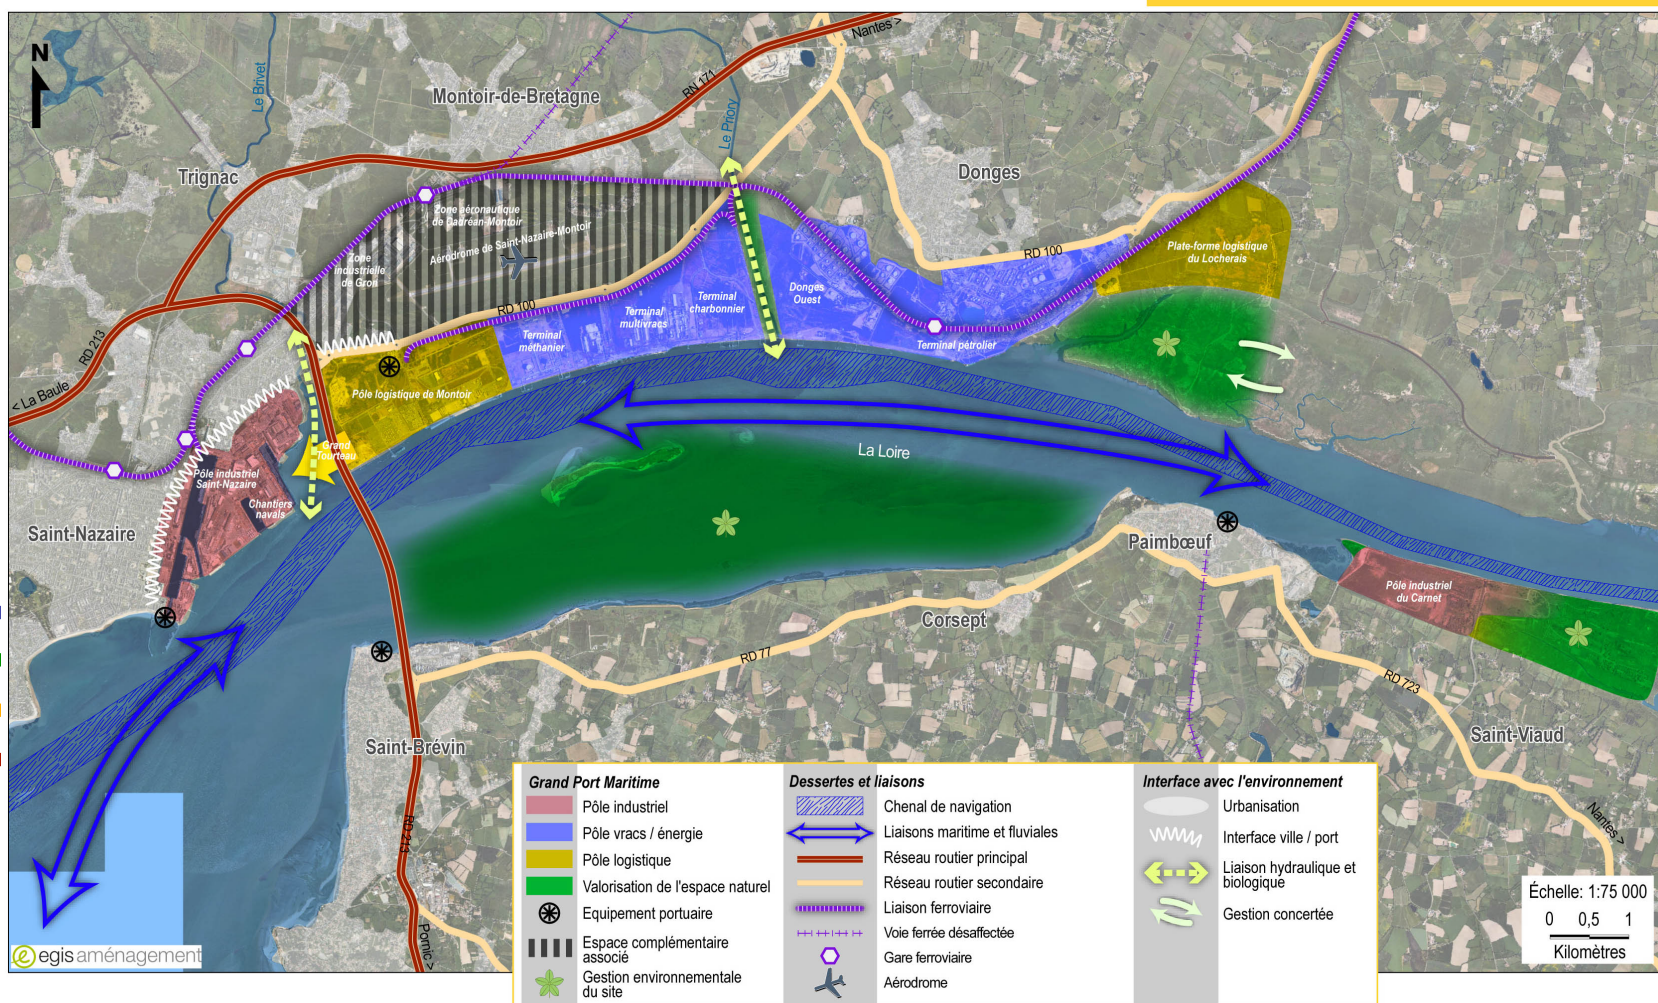 N
Le Brivet
Montoir-de-Bretagne
RN 171
Nantes >
Le Priory
Trignac
Donges
Zone aéronautique
de Daurean-Montoir
Aérodrome de Saint-Nazaire-Montoir
Zone
industrielle
de Gron
RD 100
RD 100
Plate-forme logistique
du Locherais
Donges
Ouest
Terminal
charbonnier
Terminal
multivracs
Terminal
méthanier
Terminal pétrolier
RD 213
< La Baule
Pôle logistique de Montoir
Grand
Tourteau
La Loire
Pôle industriel
Saint-Nazaire
Chantiers
navals
Saint-Nazaire
Paimbœuf
Pôle industriel
du Carnet
Corsept
RD 77
RD 723
Saint-Viaud
Saint-Brévin
Nantes >
RD 213
Pornic >
Grand Port Maritime
Pôle industriel
Pôle vracs / énergie
Pôle logistique
Valorisation de l'espace naturel
Equipement portuaire
Espace complémentaire
associé
Gestion environnementale
du site
Dessertes et liaisons
Chenal de navigation
Liaisons maritime et fluviales
Réseau routier principal
Réseau routier secondaire
Liaison ferroviaire
Voie ferrée désaffectée
Gare ferroviaire
Aérodrome
Interface avec l'environnement
Urbanisation
Interface ville / port
Liaison hydraulique et
biologique
Gestion concertée
Échelle: 1:75 000
0 0,5 1
Kilomètres
egis aménagement